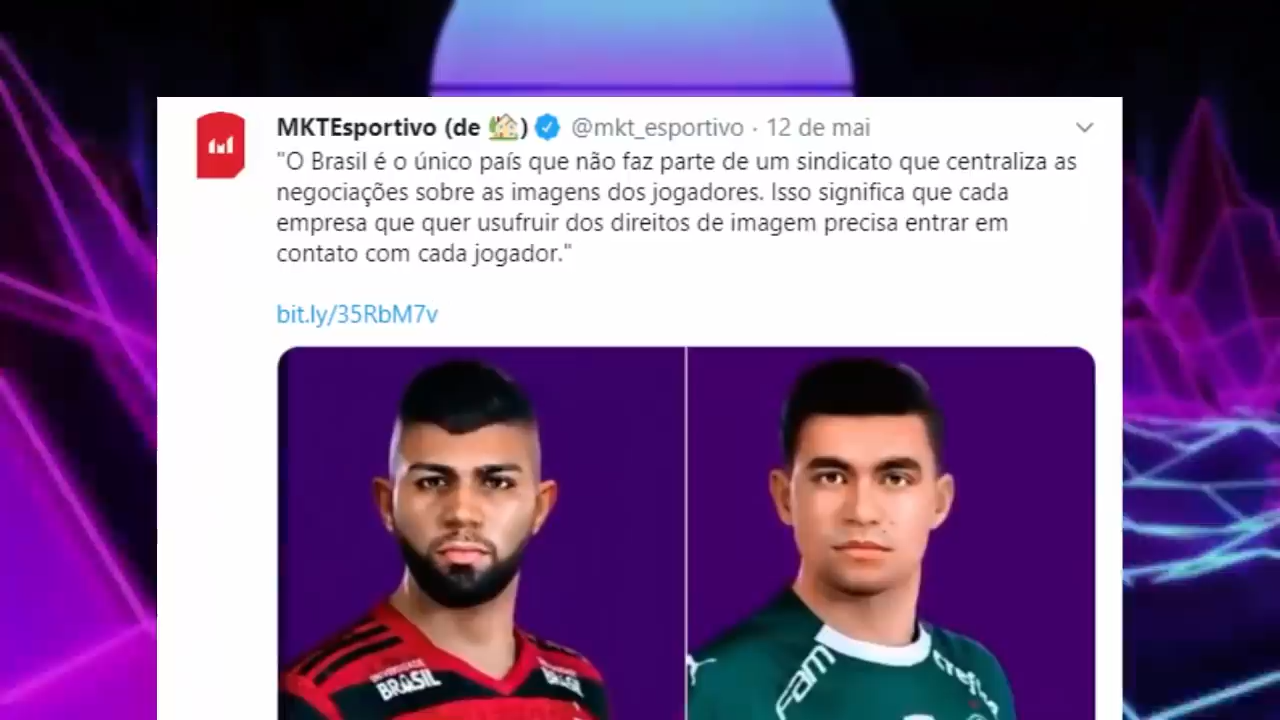 MKTEsportivo (de 🏡) @mkt_esportivo · 12 de mai
"O Brasil é o único país que não faz parte de um sindicato que centraliza as
negociações sobre as imagens dos jogadores. Isso significa que cada
empresa que quer usufruir dos direitos de imagem precisa entrar em
contato com cada jogador."
bit.ly/35RbM7v
BRASIL
fam
crefisa